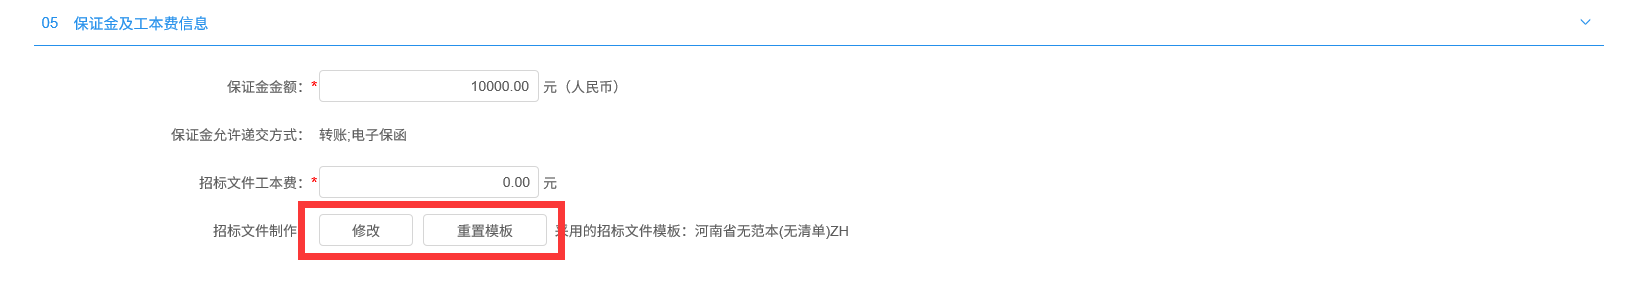 05 保证金及工本费信息
保证金金额：* 10000.00 元（人民币）
保证金允许递交方式： 转账;电子保函
招标文件工本费：* 0.00 元
招标文件制作 修改 重置模板 采用的招标文件模板：河南省无范本(无清单)ZH